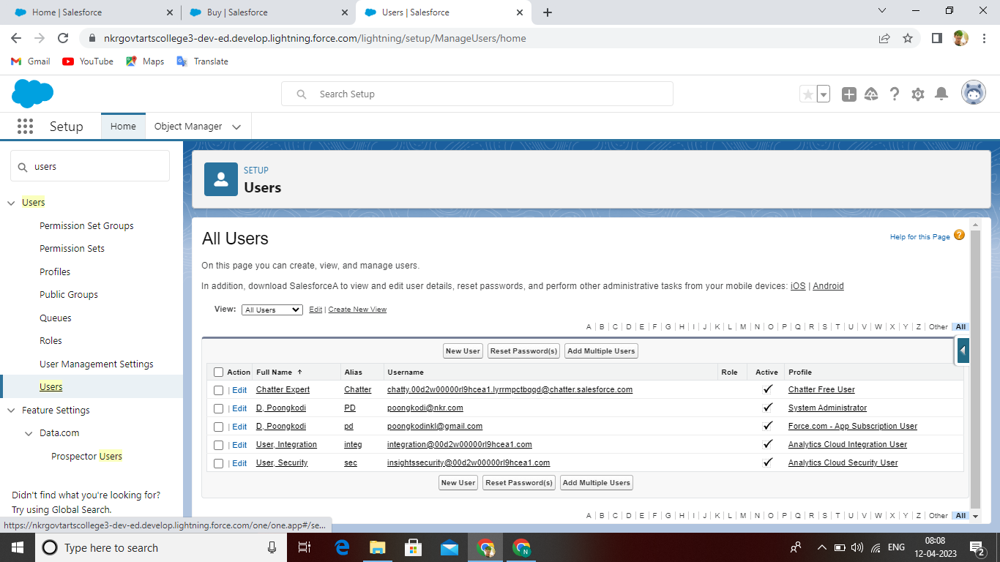 Home | Salesforce
Buy | Salesforce
Users | Salesforce
nkrgovtartscollege3-dev-ed.develop.lightning.force.com/lightning/setup/ManageUsers/home
Gmail YouTube Maps Translate
Search Setup
Setup Home Object Manager
users
Users
Permission Set Groups
Permission Sets
Profiles
Public Groups
Queues
Roles
User Management Settings
Users
Feature Settings
Data.com
Prospector Users
Didn't find what you're looking for?
Try using Global Search.
SETUP
Users
All Users
Help for this Page ?
On this page you can create, view, and manage users.
In addition, download SalesforceA to view and edit user details, reset passwords, and perform other administrative tasks from your mobile devices: iOS | Android
View: All Users Edit | Create New View
A | B | C | D | E | F | G | H | I | J | K | L | M | N | O | P | Q | R | S | T | U | V | W | X | Y | Z | Other | All
New User Reset Password(s) Add Multiple Users
Action Full Name ↑ Alias Username Role Active Profile
| Edit Chatter Expert Chatter chatty.00d2w00000rl9hcea1.lyrrmpctbogd@chatter.salesforce.com ✓ Chatter Free User
| Edit D, Poongkodi PD poongkodi@nkr.com ✓ System Administrator
| Edit D, Poongkodi pd poongkodinkl@gmail.com ✓ Force.com - App Subscription User
| Edit User, Integration integ integration@00d2w00000rl9hcea1.com ✓ Analytics Cloud Integration User
| Edit User, Security sec insightssecurity@00d2w00000rl9hcea1.com ✓ Analytics Cloud Security User
New User Reset Password(s) Add Multiple Users
A | B | C | D | E | F | G | H | I | J | K | L | M | N | O | P | Q | R | S | T | U | V | W | X | Y | Z | Other | All
https://nkrgovtartscollege3-dev-ed.develop.lightning.force.com/one/one.app#/se...
Type here to search
N
ENG
08:08
12-04-2023
2